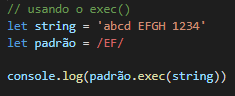 // usando o exec()
let string = 'abcd EFGH 1234'
let padrão = /EF/
console.log(padrão.exec(string))